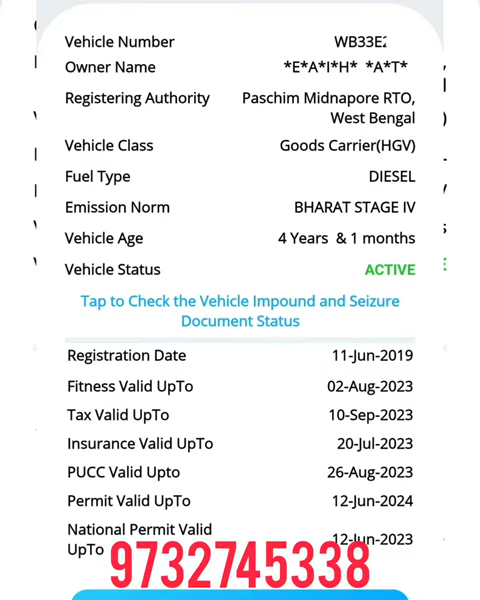 Vehicle Number WB33E2
Owner Name *E*A*I*H* *A*T*
Registering Authority Paschim Midnapore RTO,
West Bengal
Vehicle Class Goods Carrier(HGV)
Fuel Type DIESEL
Emission Norm BHARAT STAGE IV
Vehicle Age 4 Years & 1 months
Vehicle Status ACTIVE
Tap to Check the Vehicle Impound and Seizure
Document Status
Registration Date 11-Jun-2019
Fitness Valid UpTo 02-Aug-2023
Tax Valid UpTo 10-Sep-2023
Insurance Valid UpTo 20-Jul-2023
PUCC Valid Upto 26-Aug-2023
Permit Valid UpTo 12-Jun-2024
National Permit Valid
UpTo 12-Jun-2023
9732745338